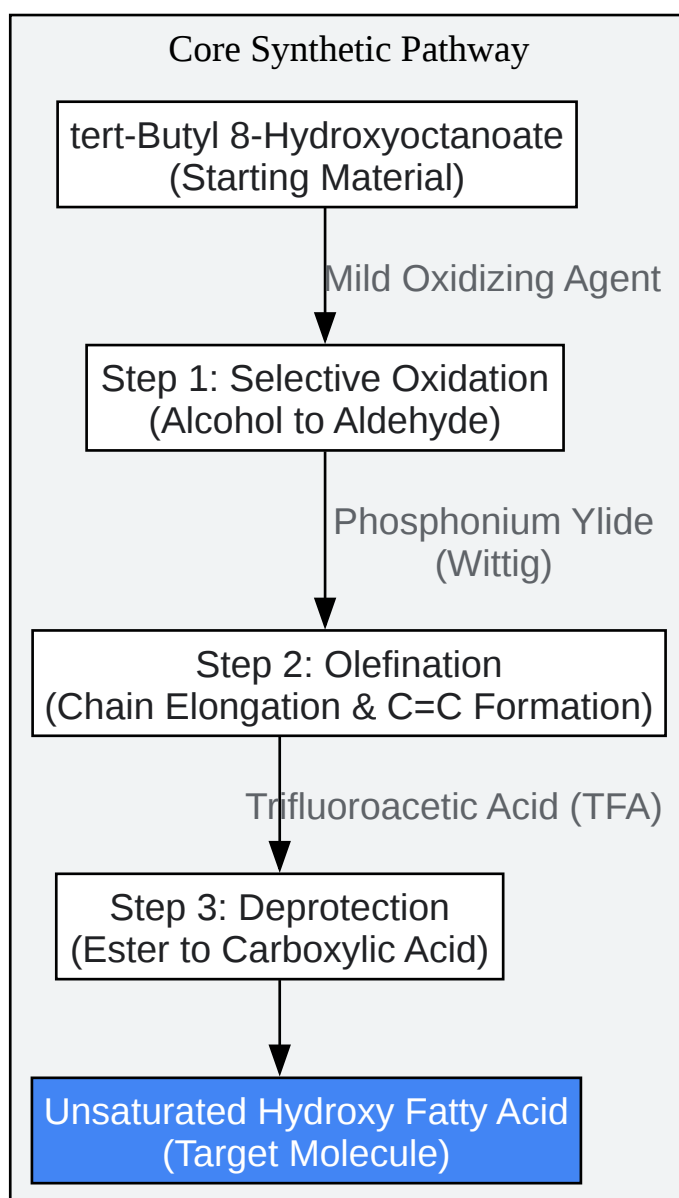 Core Synthetic Pathway
tert-Butyl 8-Hydroxyoctanoate
(Starting Material)
Mild Oxidizing Agent
Step 1: Selective Oxidation
(Alcohol to Aldehyde)
Phosphonium Ylide
(Wittig)
Step 2: Olefination
(Chain Elongation & C=C Formation)
Trifluoroacetic Acid (TFA)
Step 3: Deprotection
(Ester to Carboxylic Acid)
Unsaturated Hydroxy Fatty Acid
(Target Molecule)